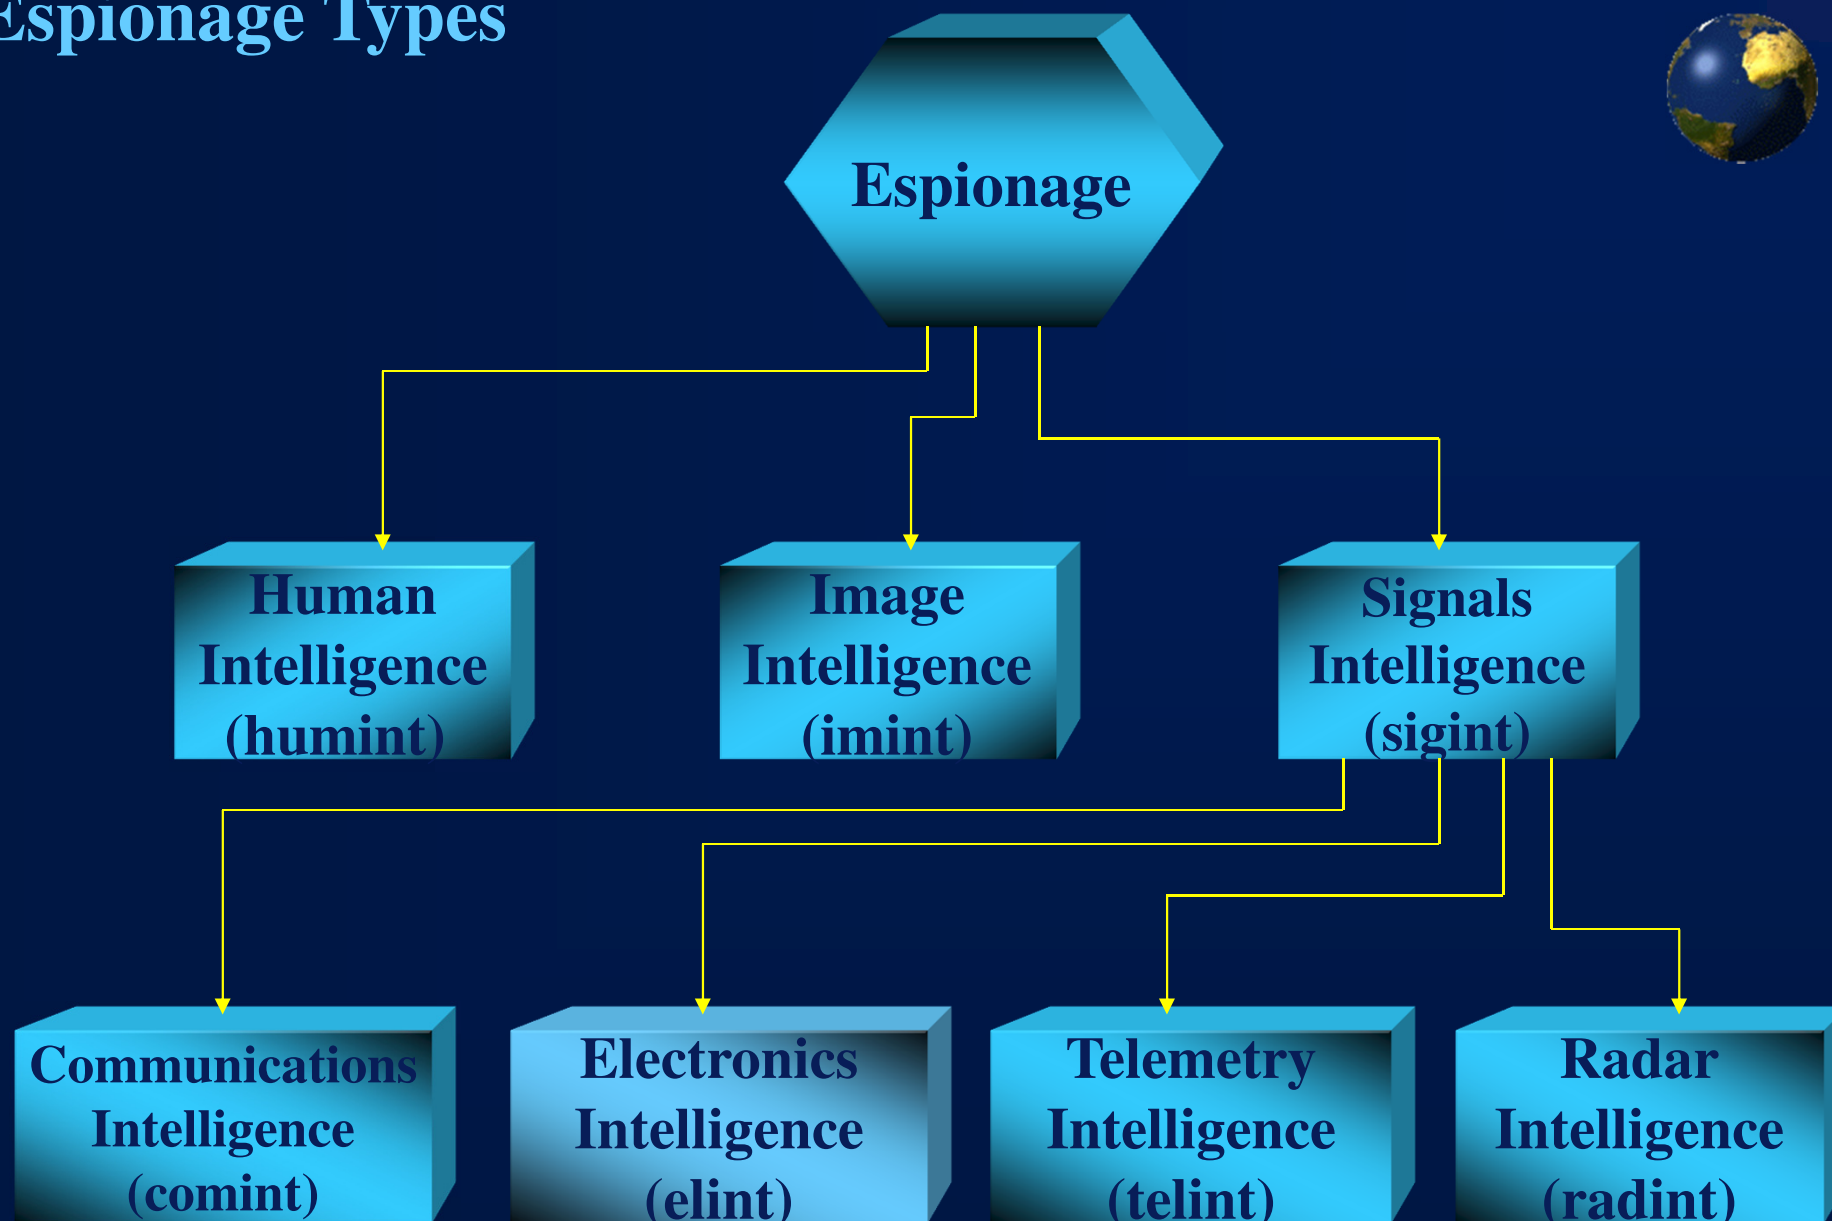 Espionage Types
Espionage
Human
Intelligence
(humint)
Image
Intelligence
(imint)
Signals
Intelligence
(sigint)
Communications
Intelligence
(comint)
Electronics
Intelligence
(elint)
Telemetry
Intelligence
(telint)
Radar
Intelligence
(radint)